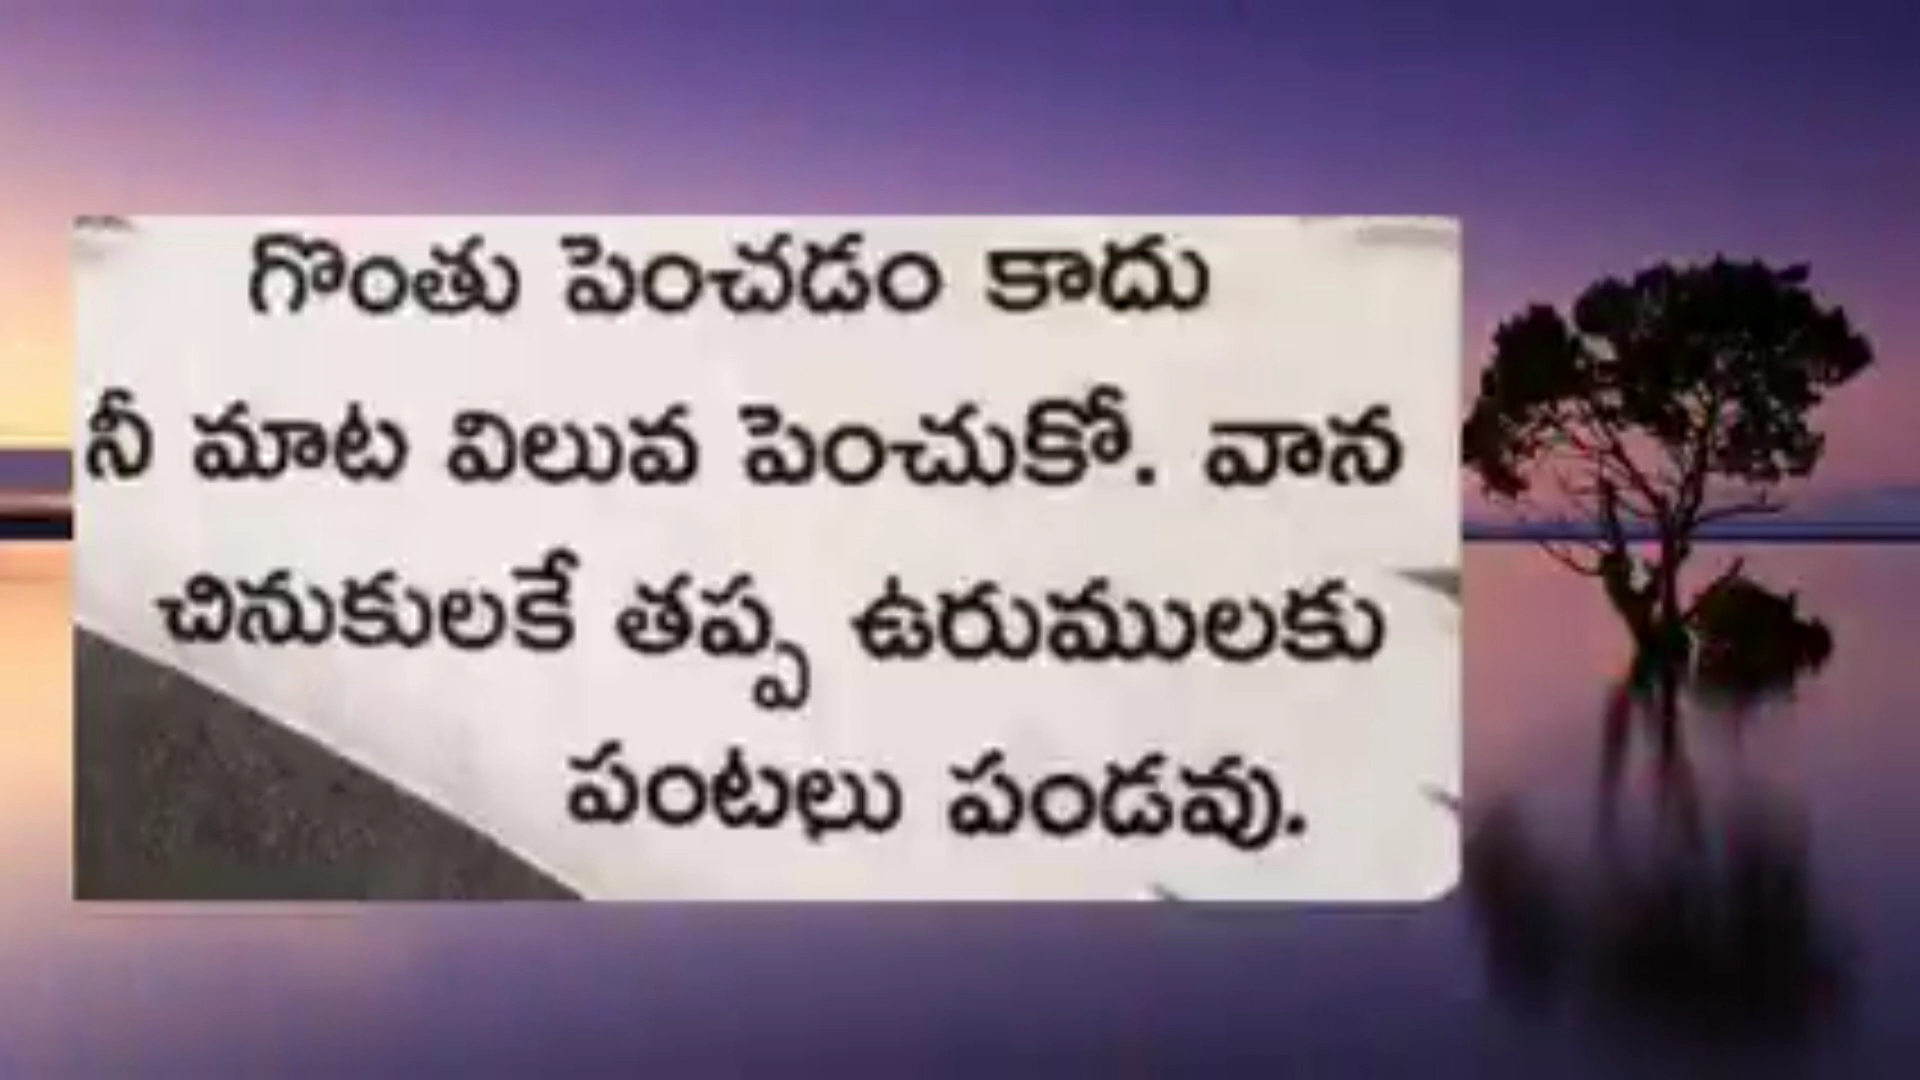 గొంతు పెంచడం కాదు
నీ మాట విలువ పెంచుకో. వాన
చినుకులకే తప్ప ఉరుములకు
పంటలు పండవు.